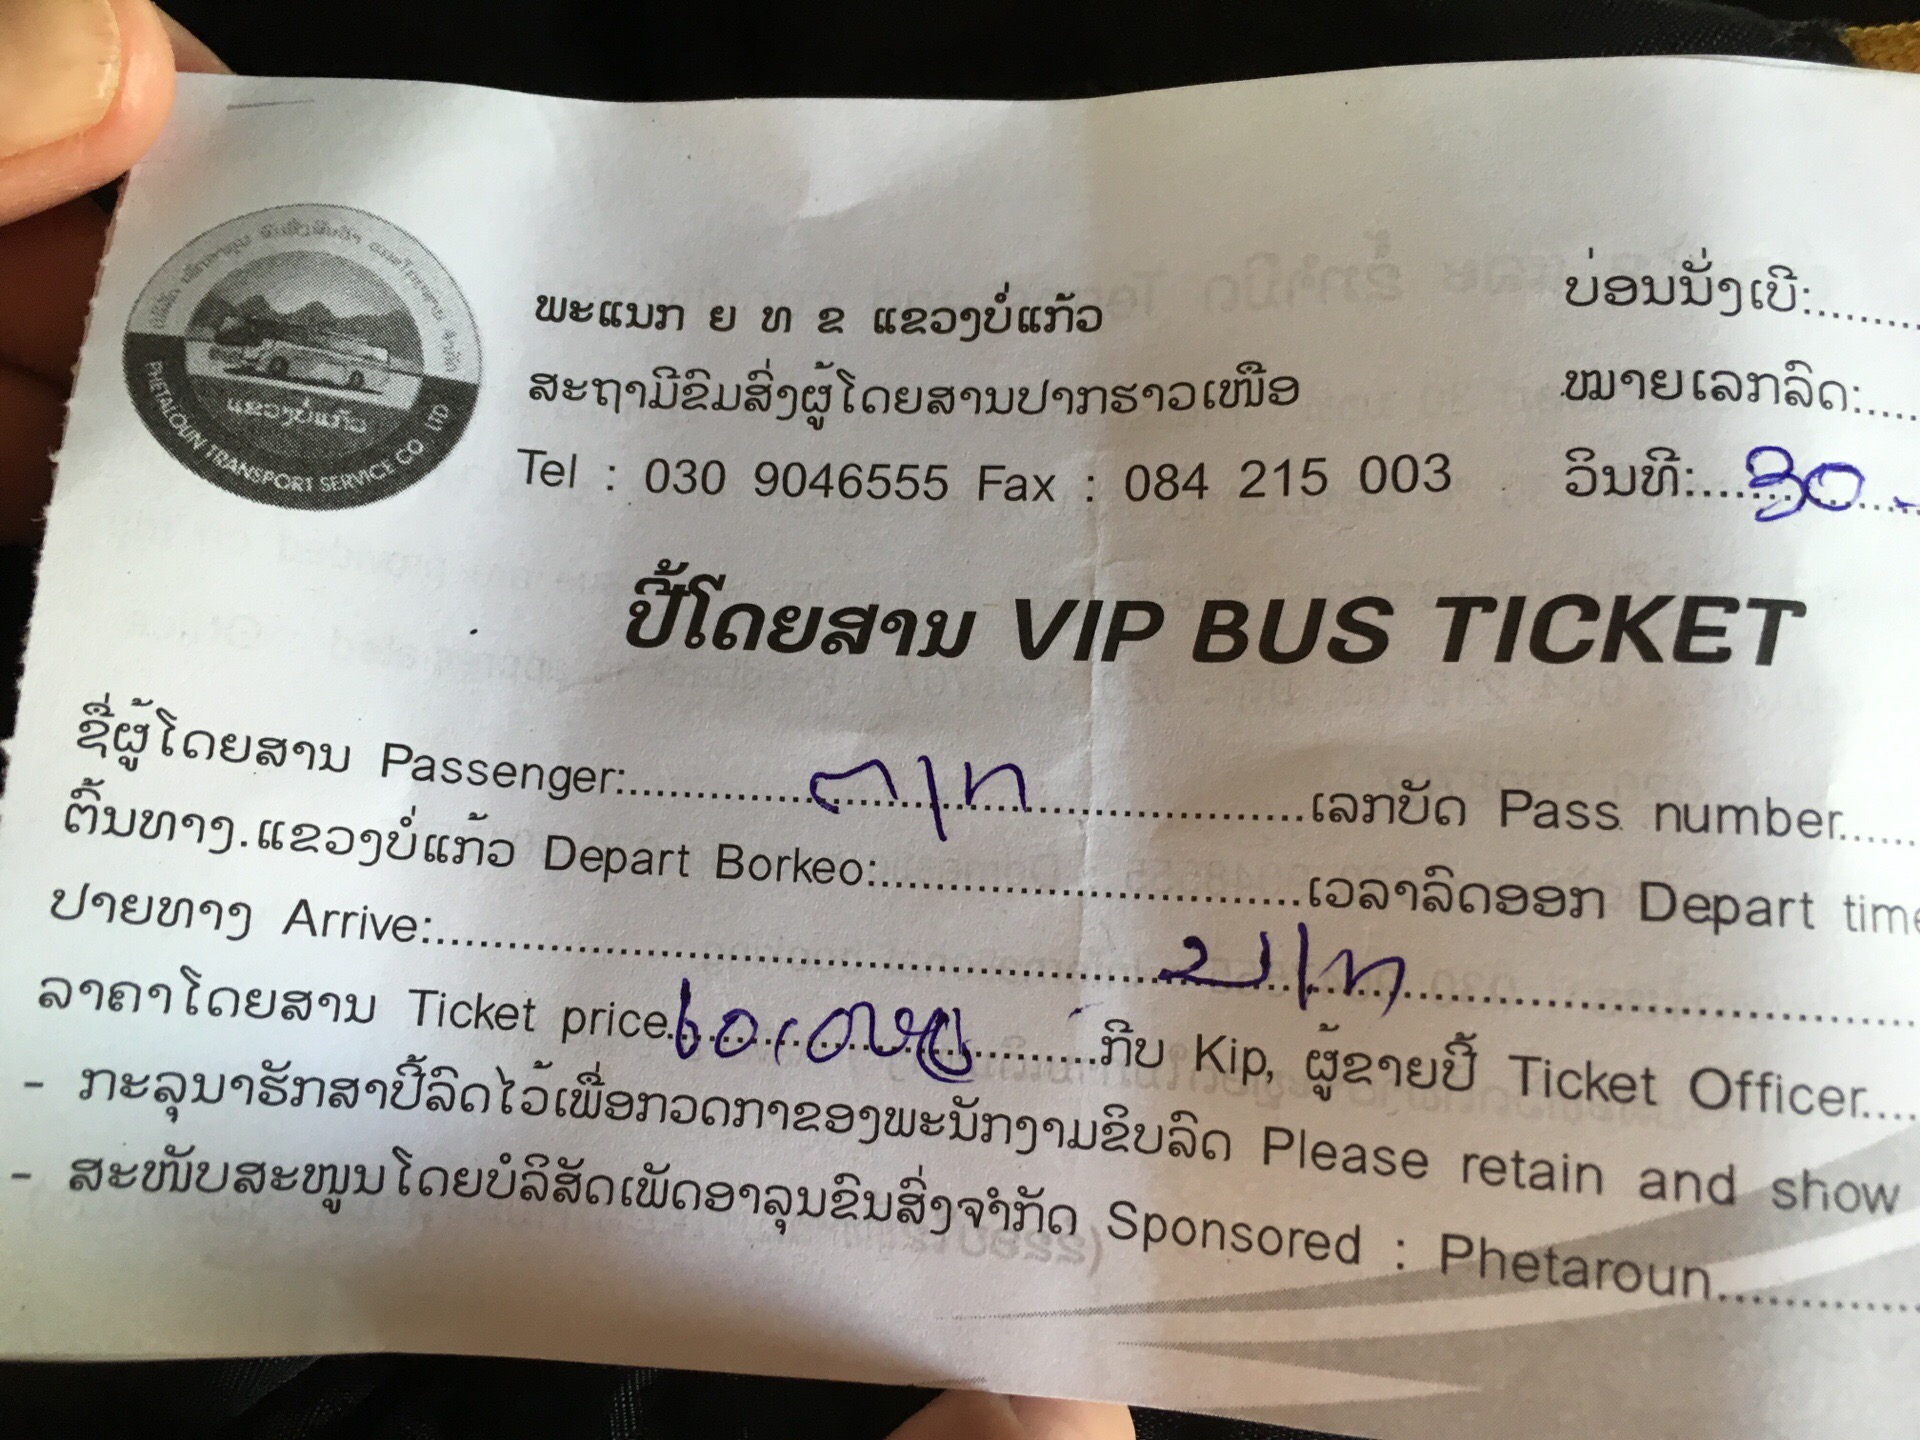 ພະແນກ ຍ ທ ຂ ແຂວງບໍ່ແກ້ວ
ສະຖານີຂົນສົ່ງຜູ້ໂດຍສານປາກຮາວເໜືອ
Tel : 030 9046555 Fax : 084 215 003
ບ່ອນນັ່ງເບີ:
ໝາຍເລກລົດ:
ວັນທີ: 30
ແຂວງບໍ່ແກ້ວ
PHETALOUN TRANSPORT SERVICE CO. LTD
ປີ້ໂດຍສານ VIP BUS TICKET
ຊື່ຜູ້ໂດຍສານ Passenger: ເລກບັດ Pass number
ຕົ້ນທາງ.ແຂວງບໍ່ແກ້ວ Depart Borkeo: ເວລາລົດອອກ Depart time
ປາຍທາງ Arrive:
ລາຄາໂດຍສານ Ticket price ກີບ Kip, ຜູ້ຂາຍປີ້ Ticket Officer
- ກະລຸນາຮັກສາປີ້ລົດໄວ້ເພື່ອກວດກາຂອງພະນັກງານຂັບລົດ Please retain and show
- ສະໜັບສະໜູນໂດຍບໍລິສັດເພັດອາລຸນຂົນສົ່ງຈໍາກັດ Sponsored : Phetaroun